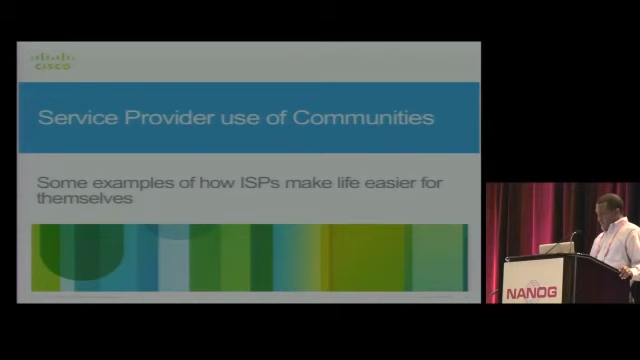 CISCO
Service Provider use of Communities
Some examples of how ISPs make life easier for
themselves
NANOG